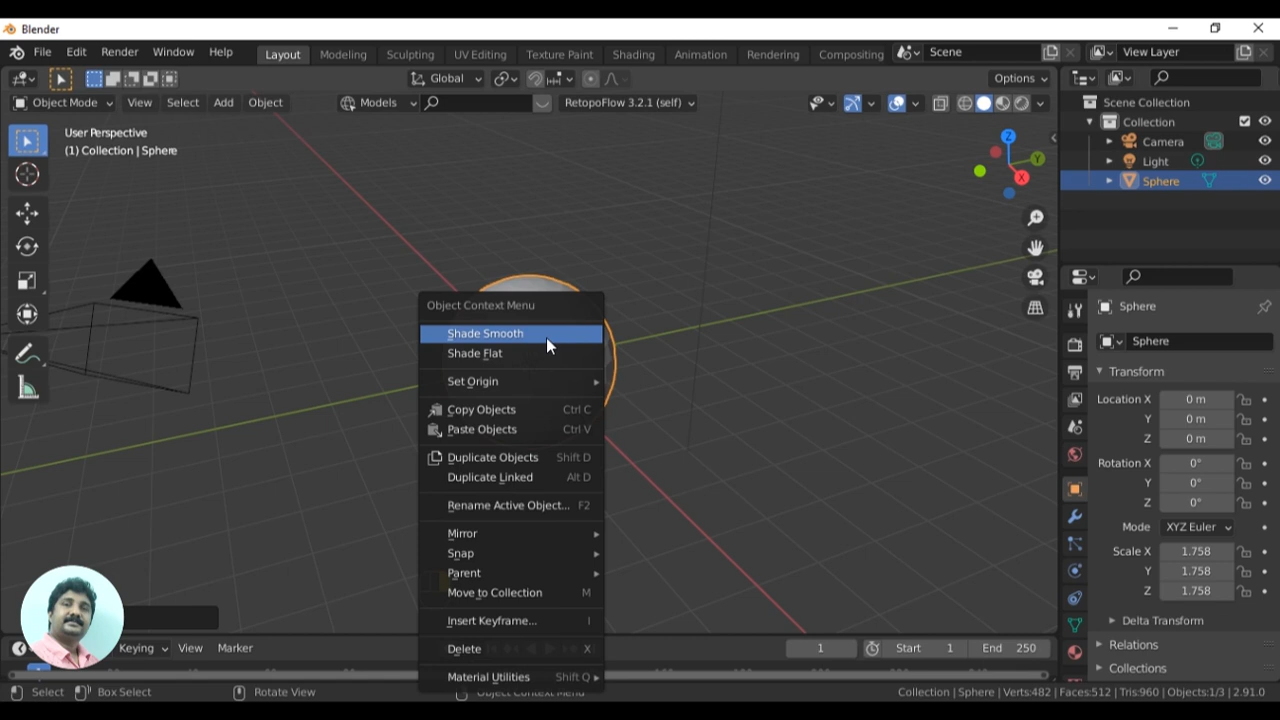 Blender
File Edit Render Window Help
Layout Modeling Sculpting UV Editing Texture Paint Shading Animation Rendering Compositing
Scene
View Layer
Global
Options
Object Mode View Select Add Object
Models
RetopoFlow 3.2.1 (self)
User Perspective
(1) Collection | Sphere
Z
Y
X
Scene Collection
Collection
Camera
Light
Sphere
Object Context Menu
Shade Smooth
Shade Flat
Set Origin
Copy Objects Ctrl C
Paste Objects Ctrl V
Duplicate Objects Shift D
Duplicate Linked Alt D
Rename Active Object... F2
Mirror
Snap
Parent
Move to Collection M
Insert Keyframe... I
Delete X
Material Utilities Shift Q
Sphere
Sphere
Transform
Location X 0 m
Y 0 m
Z 0 m
Rotation X 0°
Y 0°
Z 0°
Mode XYZ Euler
Scale X 1.758
Y 1.758
Z 1.758
Delta Transform
Relations
Collections
Keying View Marker
1 Start 1 End 250
Select Box Select Rotate View Object Context Menu
Collection | Sphere | Verts:482 | Faces:512 | Tris:960 | Objects:1/3 | 2.91.0